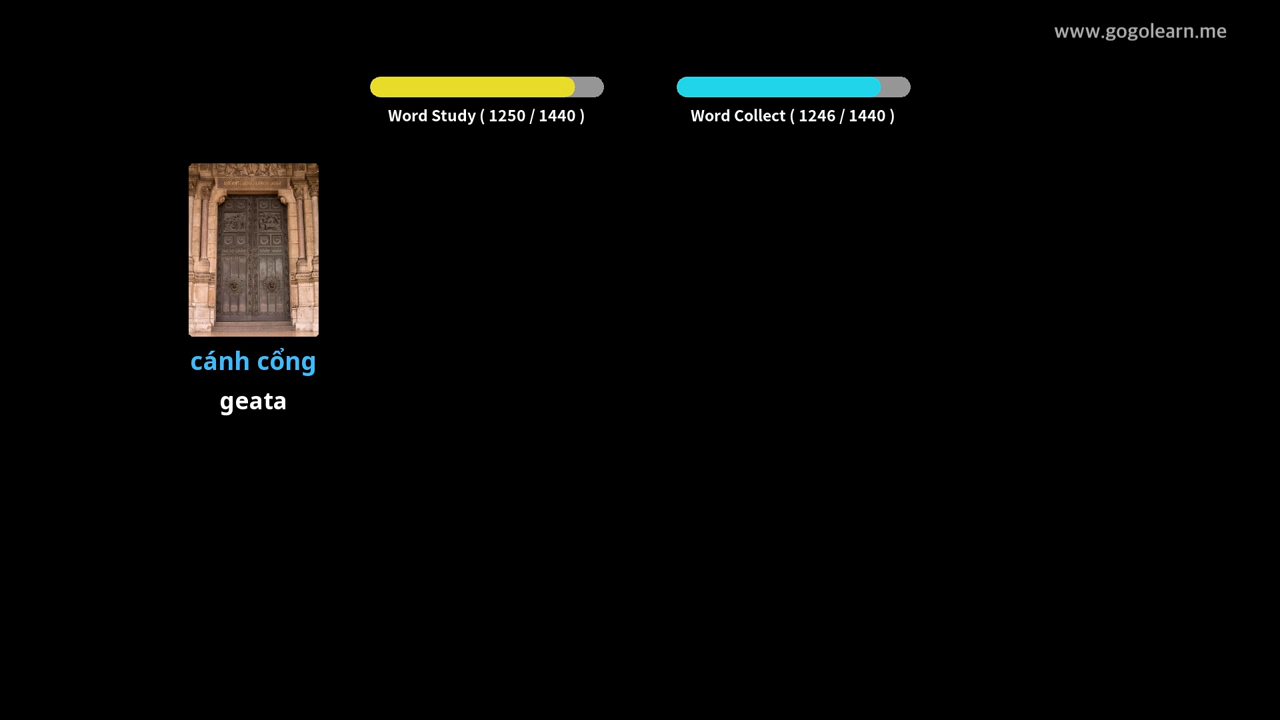 www.gogolearn.me
Word Study ( 1250 / 1440 )
Word Collect ( 1246 / 1440 )
cánh cổng
geata